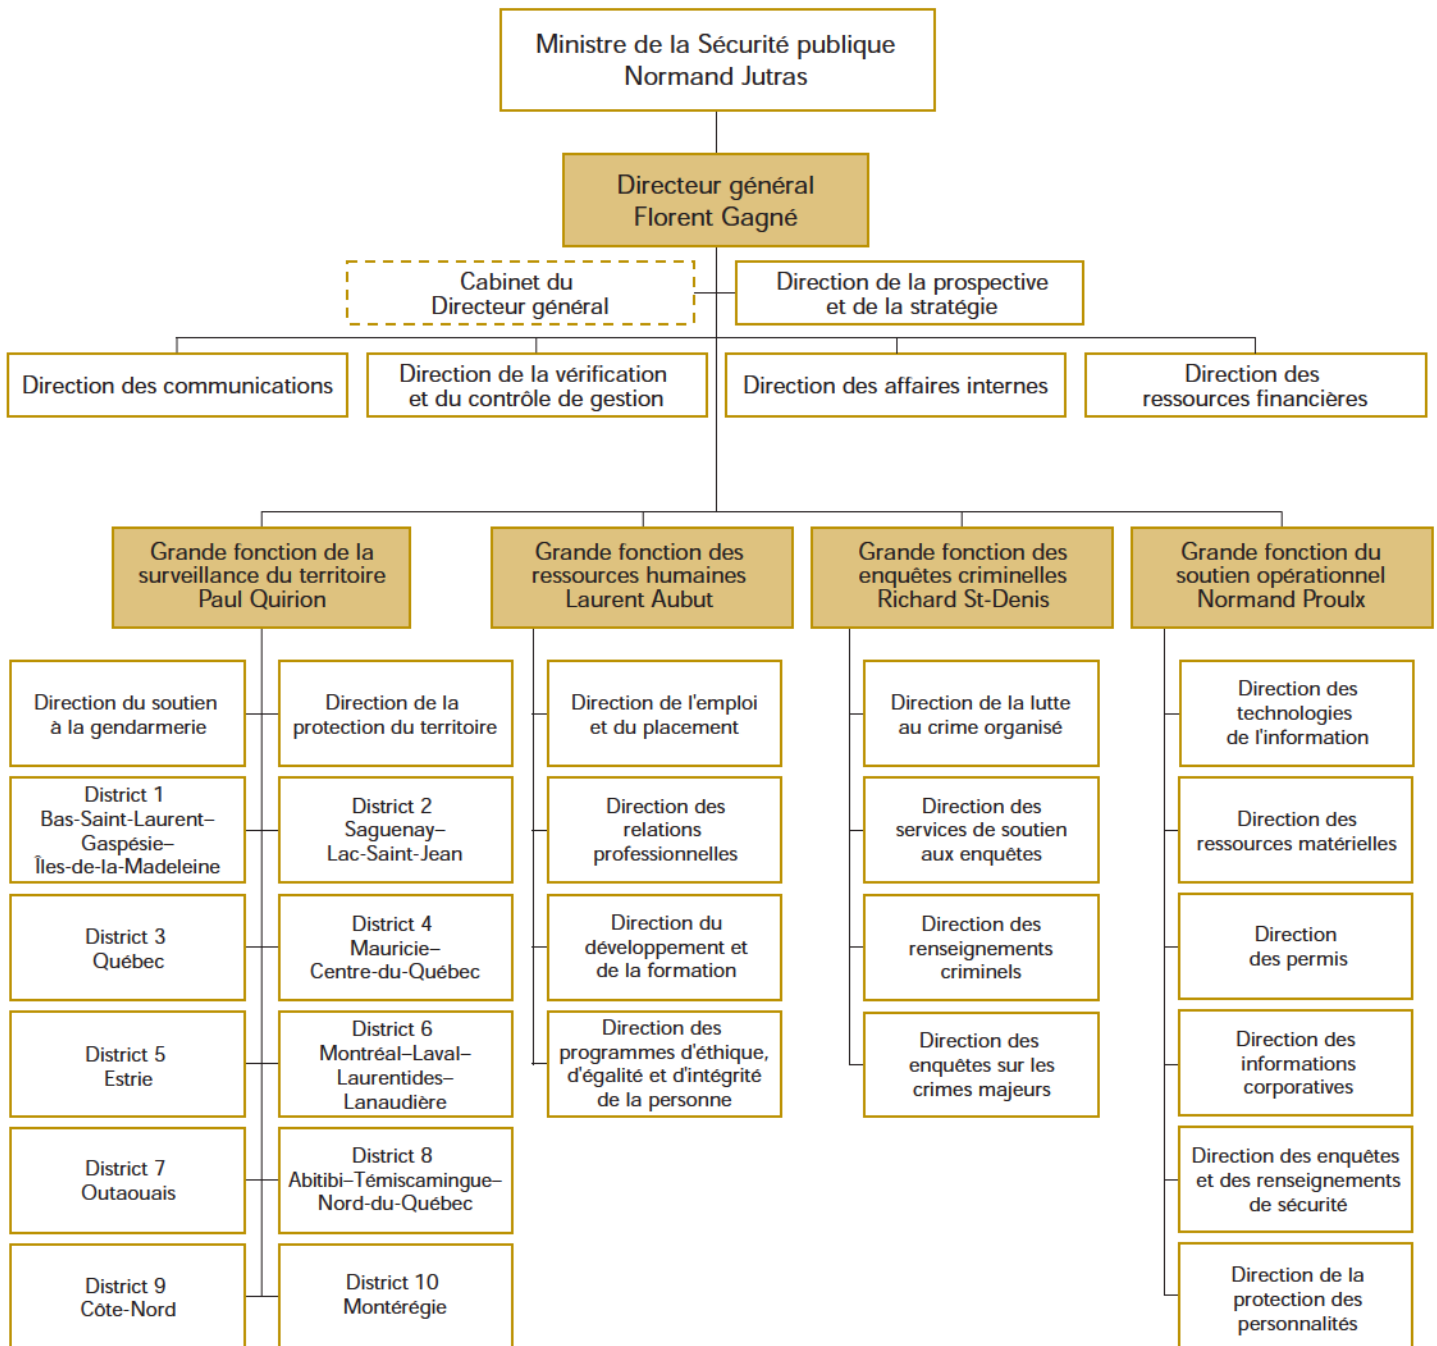 Ministre de la Sécurité publique
Normand Jutras
Directeur général
Florent Gagné
Cabinet du
Directeur général
Direction de la prospective
et de la stratégie
Direction des communications
Direction de la vérification
et du contrôle de gestion
Direction des affaires internes
Direction des
ressources financières
Grande fonction de la
surveillance du territoire
Paul Quirion
Grande fonction des
ressources humaines
Laurent Aubut
Grande fonction des
enquêtes criminelles
Richard St-Denis
Grande fonction du
soutien opérationnel
Normand Proulx
Direction du soutien
à la gendarmerie
Direction de la
protection du territoire
District 1
Bas-Saint-Laurent–
Gaspésie–
Îles-de-la-Madeleine
District 2
Saguenay–
Lac-Saint-Jean
District 3
Québec
District 4
Mauricie–
Centre-du-Québec
District 5
Estrie
District 6
Montréal–Laval–
Laurentides–
Lanaudière
District 7
Outaouais
District 8
Abitibi–Témiscamingue–
Nord-du-Québec
District 9
Côte-Nord
District 10
Montérégie
Direction de l'emploi
et du placement
Direction des
relations
professionnelles
Direction du
développement et
de la formation
Direction des
programmes d'éthique,
d'égalité et d'intégrité
de la personne
Direction de la lutte
au crime organisé
Direction des
services de soutien
aux enquêtes
Direction des
renseignements
criminels
Direction des
enquêtes sur les
crimes majeurs
Direction des
technologies
de l'information
Direction des
ressources matérielles
Direction
des permis
Direction des
informations
corporatives
Direction des enquêtes
et des renseignements
de sécurité
Direction de la
protection des
personnalités